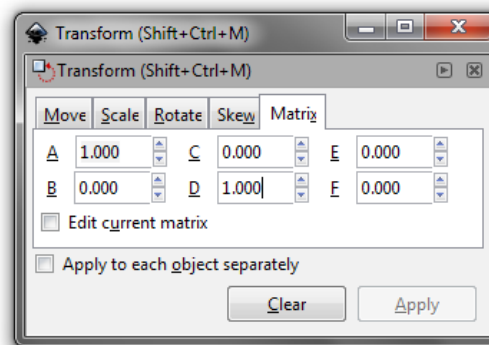 Transform (Shift+Ctrl+M)
Transform (Shift+Ctrl+M)
Move Scale Rotate Skew Matrix
A 1.000 C 0.000 E 0.000
B 0.000 D 1.000 F 0.000
Edit current matrix
Apply to each object separately
Clear Apply